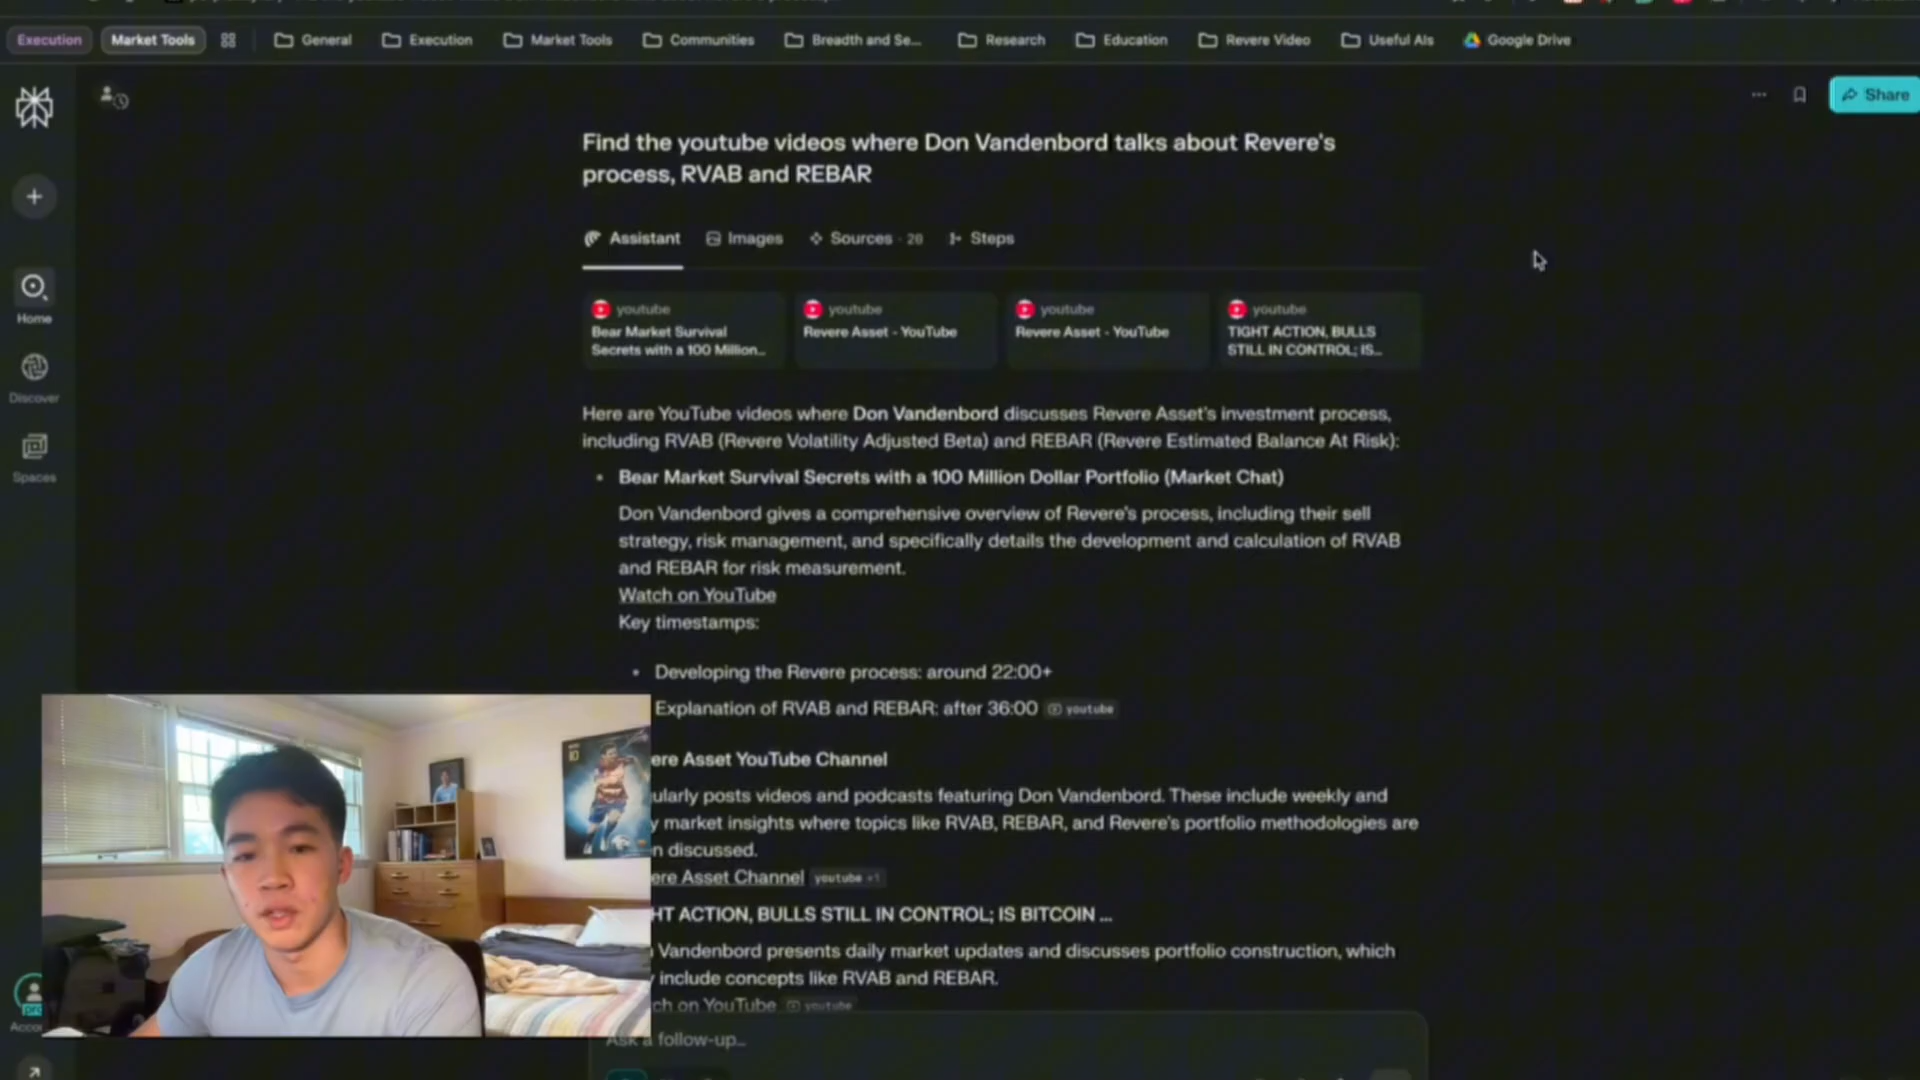 Execution
Market Tools
General
Execution
Market Tools
Communities
Breadth and Se...
Research
Education
Revere Video
Useful AIs
Google Drive
Share
Find the youtube videos where Don Vandenbord talks about Revere's
process, RVAB and REBAR
Assistant
Images
Sources · 20
Steps
youtube
Bear Market Survival
Secrets with a 100 Million...
youtube
Revere Asset - YouTube
youtube
Revere Asset - YouTube
youtube
TIGHT ACTION, BULLS
STILL IN CONTROL; IS...
Home
Discover
Spaces
Here are YouTube videos where Don Vandenbord discusses Revere Asset's investment process,
including RVAB (Revere Volatility Adjusted Beta) and REBAR (Revere Estimated Balance At Risk):
Bear Market Survival Secrets with a 100 Million Dollar Portfolio (Market Chat)
Don Vandenbord gives a comprehensive overview of Revere's process, including their sell
strategy, risk management, and specifically details the development and calculation of RVAB
and REBAR for risk measurement.
Watch on YouTube
Key timestamps:
Developing the Revere process: around 22:00+
Explanation of RVAB and REBAR: after 36:00 youtube
ere Asset YouTube Channel
ularly posts videos and podcasts featuring Don Vandenbord. These include weekly and
y market insights where topics like RVAB, REBAR, and Revere's portfolio methodologies are
n discussed.
ere Asset Channel youtube +1
HT ACTION, BULLS STILL IN CONTROL; IS BITCOIN ...
Vandenbord presents daily market updates and discusses portfolio construction, which
y include concepts like RVAB and REBAR.
ch on YouTube youtube
Ask a follow-up...
pro
10